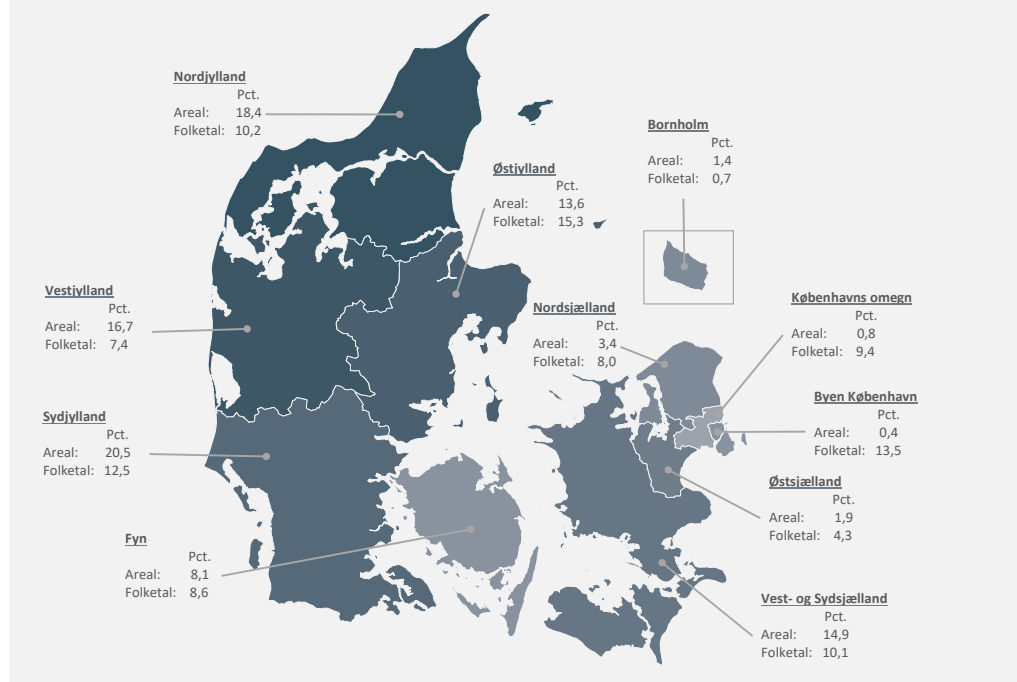 Nordjylland
Pct.
Areal: 18,4
Folketal: 10,2
Bornholm
Pct.
Areal: 1,4
Folketal: 0,7
Østjylland
Pct.
Areal: 13,6
Folketal: 15,3
Vestjylland
Pct.
Areal: 16,7
Folketal: 7,4
Nordsjælland
Pct.
Areal: 3,4
Folketal: 8,0
Københavns omegn
Pct.
Areal: 0,8
Folketal: 9,4
Byen København
Pct.
Areal: 0,4
Folketal: 13,5
Sydjylland
Pct.
Areal: 20,5
Folketal: 12,5
Østsjælland
Pct.
Areal: 1,9
Folketal: 4,3
Fyn
Pct.
Areal: 8,1
Folketal: 8,6
Vest- og Sydsjælland
Pct.
Areal: 14,9
Folketal: 10,1